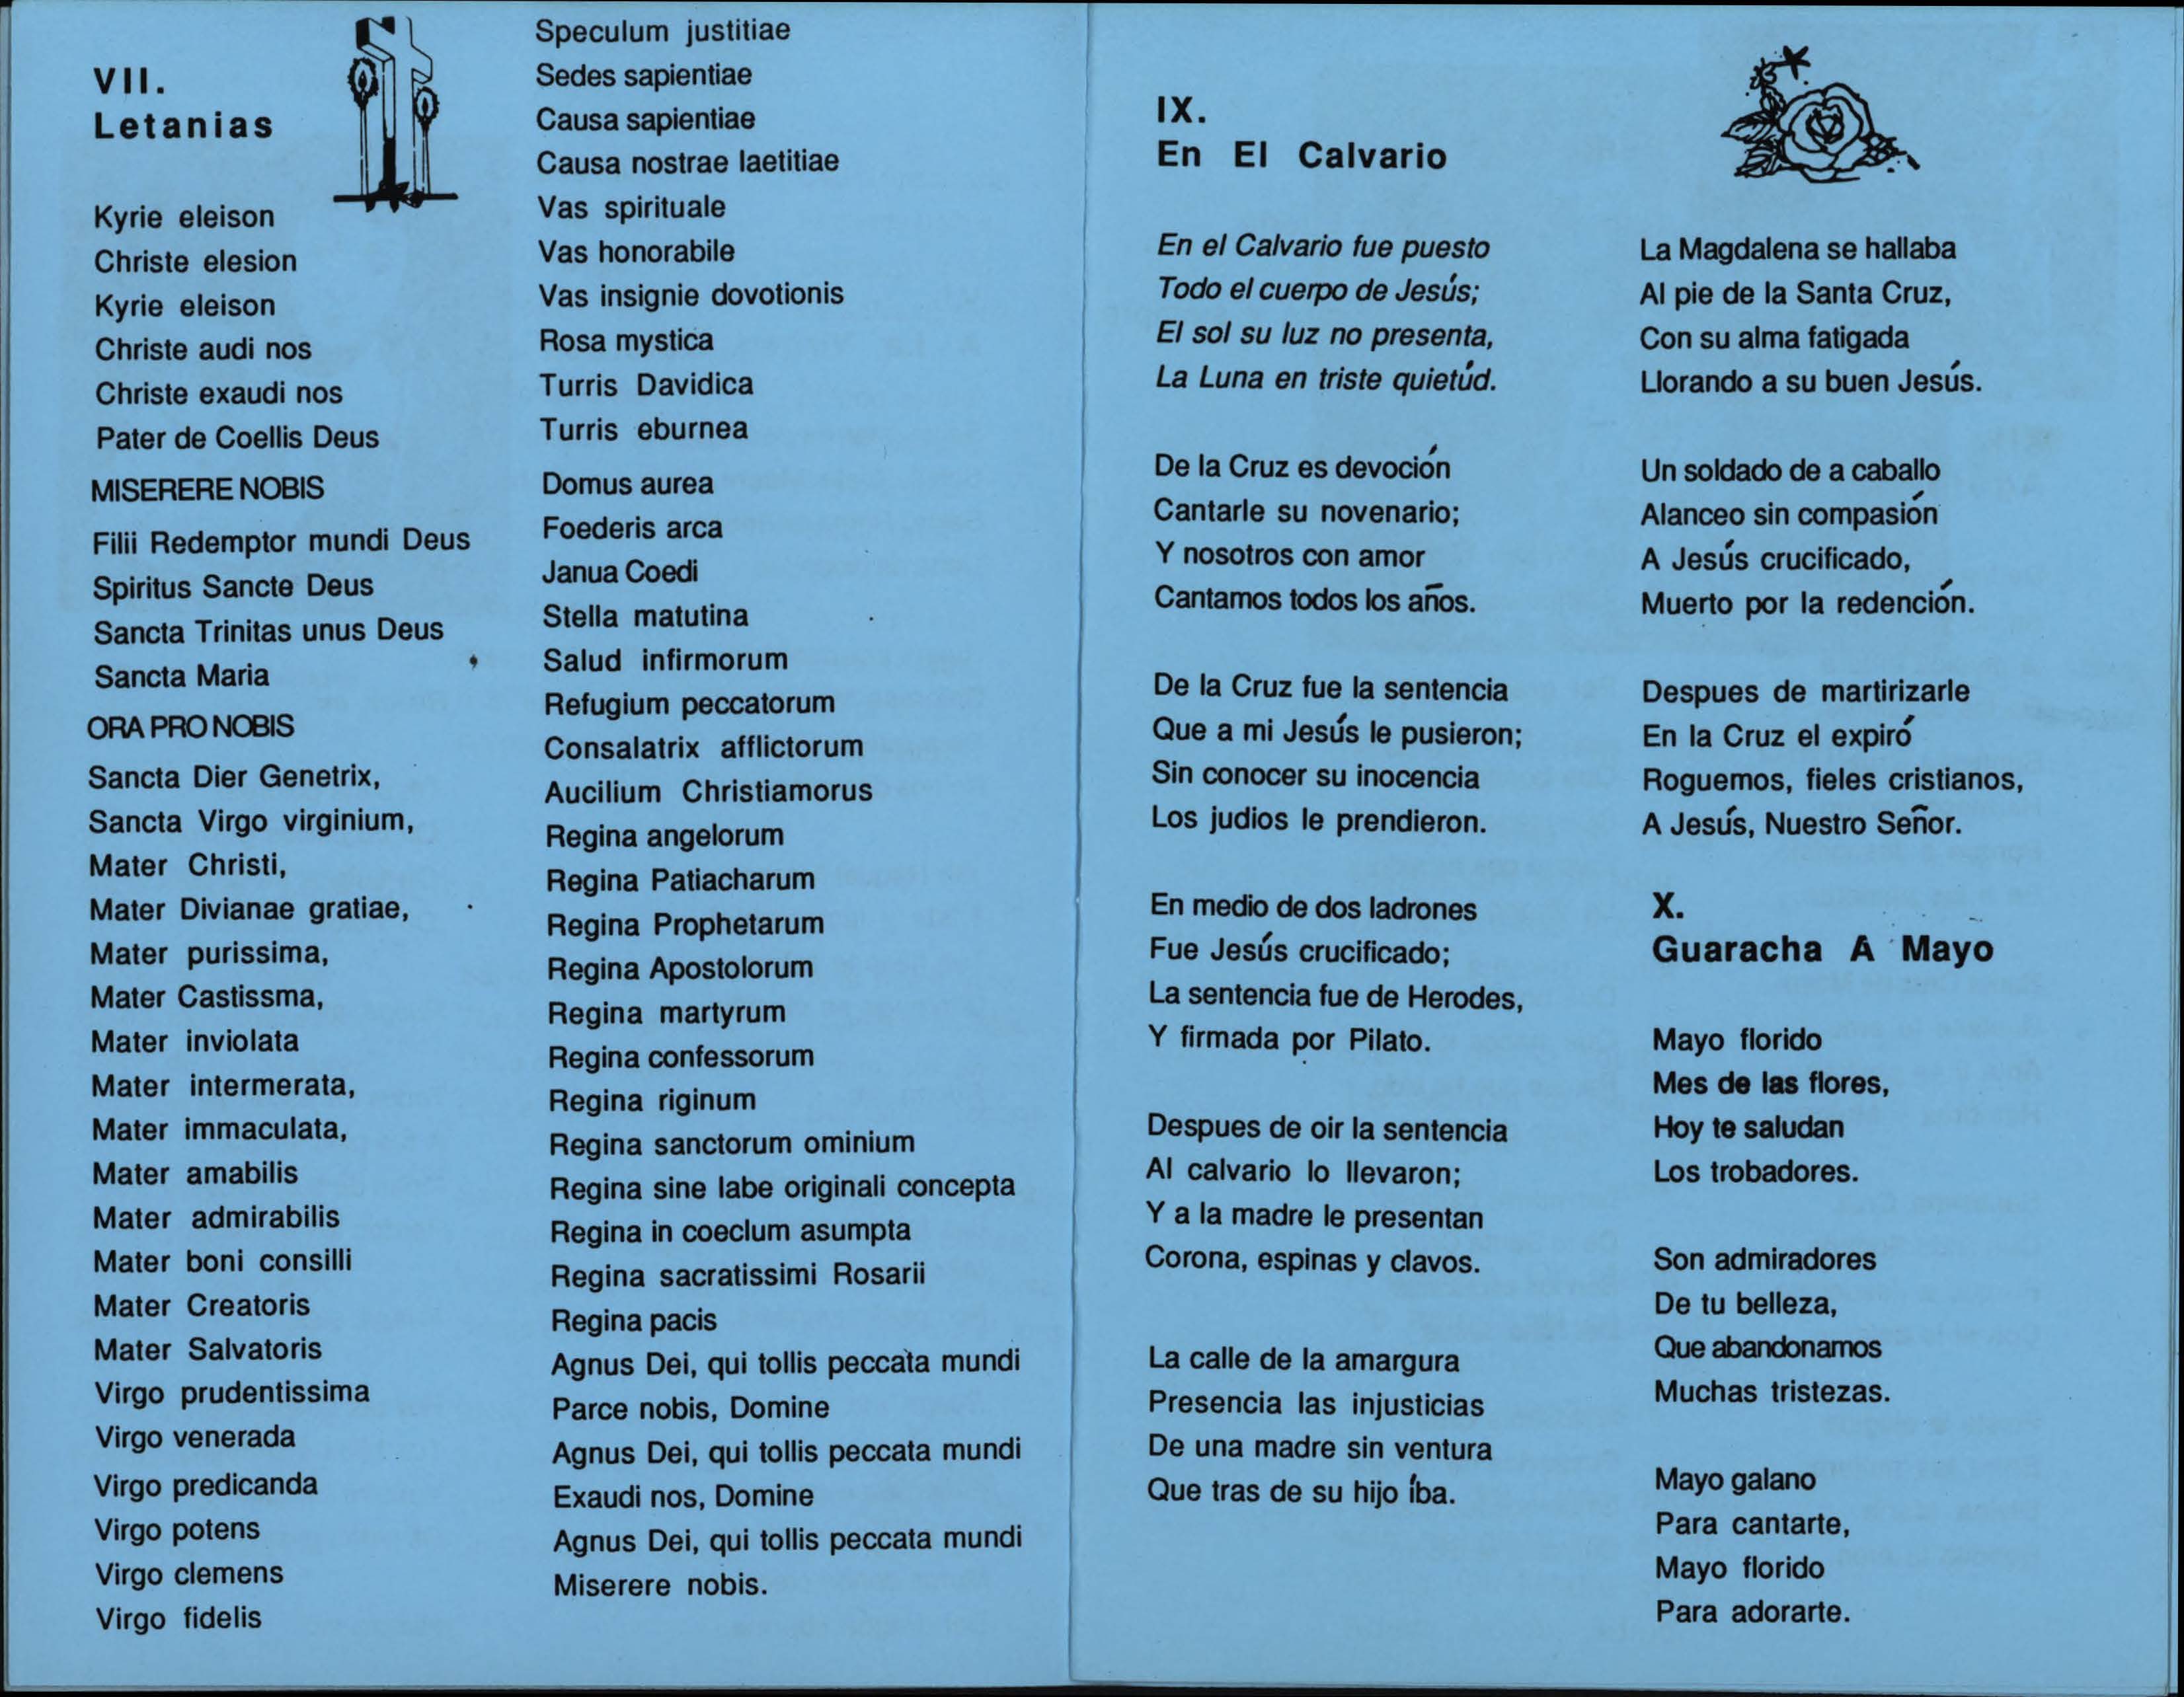 VII.
Letanias
Kyrie eleison
Christe elesion
Kyrie eleison
Christe audi nos
Christe exaudi nos
Pater de Coellis Deus
MISERERE NOBIS
Filii Redemptor mundi Deus
Spiritus Sancte Deus
Sancta Trinitas unus Deus
Sancta Maria
ORA PRO NOBIS
Sancta Dier Genetrix,
Sancta Virgo virginium,
Mater Christi,
Mater Divianae gratiae,
Mater purissima,
Mater Castissma,
Mater inviolata
Mater intermerata,
Mater immaculata,
Mater amabilis
Mater admirabilis
Mater boni consilli
Mater Creatoris
Mater Salvatoris
Virgo prudentissima
Virgo venerada
Virgo predicanda
Virgo potens
Virgo clemens
Virgo fidelis
Speculum justitiae
Sedes sapientiae
Causa sapientiae
Causa nostrae laetitiae
Vas spirituale
Vas honorabile
Vas insignie dovotionis
Rosa mystica
Turris Davidica
Turris eburnea
Domus aurea
Foederis arca
Janua Coedi
Stella matutina
Salud infirmorum
Refugium peccatorum
Consalatrix afflictorum
Aucilium Christiamorus
Regina angelorum
Regina Patiacharum
Regina Prophetarum
Regina Apostolorum
Regina martyrum
Regina confessorum
Regina riginum
Regina sanctorum ominium
Regina sine labe originali concepta
Regina in coeclum asumpta
Regina sacratissimi Rosarii
Regina pacis
Agnus Dei, qui tollis peccata mundi
Parce nobis, Domine
Agnus Dei, qui tollis peccata mundi
Exaudi nos, Domine
Agnus Dei, qui tollis peccata mundi
Miserere nobis.
IX.
En El Calvario
En el Calvario fue puesto
Todo el cuerpo de Jesús;
El sol su luz no presenta,
La Luna en triste quietúd.
De la Cruz es devoción
Cantarle su novenario;
Y nosotros con amor
Cantamos todos los años.
De la Cruz fue la sentencia
Que a mi Jesús le pusieron;
Sin conocer su inocencia
Los judios le prendieron.
En medio de dos ladrones
Fue Jesús crucificado;
La sentencia fue de Herodes,
Y firmada por Pilato.
Despues de oir la sentencia
Al calvario lo llevaron;
Y a la madre le presentan
Corona, espinas y clavos.
La calle de la amargura
Presencia las injusticias
De una madre sin ventura
Que tras de su hijo íba.
La Magdalena se hallaba
Al pie de la Santa Cruz,
Con su alma fatigada
Llorando a su buen Jesús.
Un soldado de a caballo
Alanceo sin compasión
A Jesús crucificado,
Muerto por la redención.
Despues de martirizarle
En la Cruz el expiró
Roguemos, fieles cristianos,
A Jesús, Nuestro Señor.
X.
Guaracha A Mayo
Mayo florido
Mes de las flores,
Hoy te saludan
Los trobadores.
Son admiradores
De tu belleza,
Que abandonamos
Muchas tristezas.
Mayo galano
Para cantarte,
Mayo florido
Para adorarte.